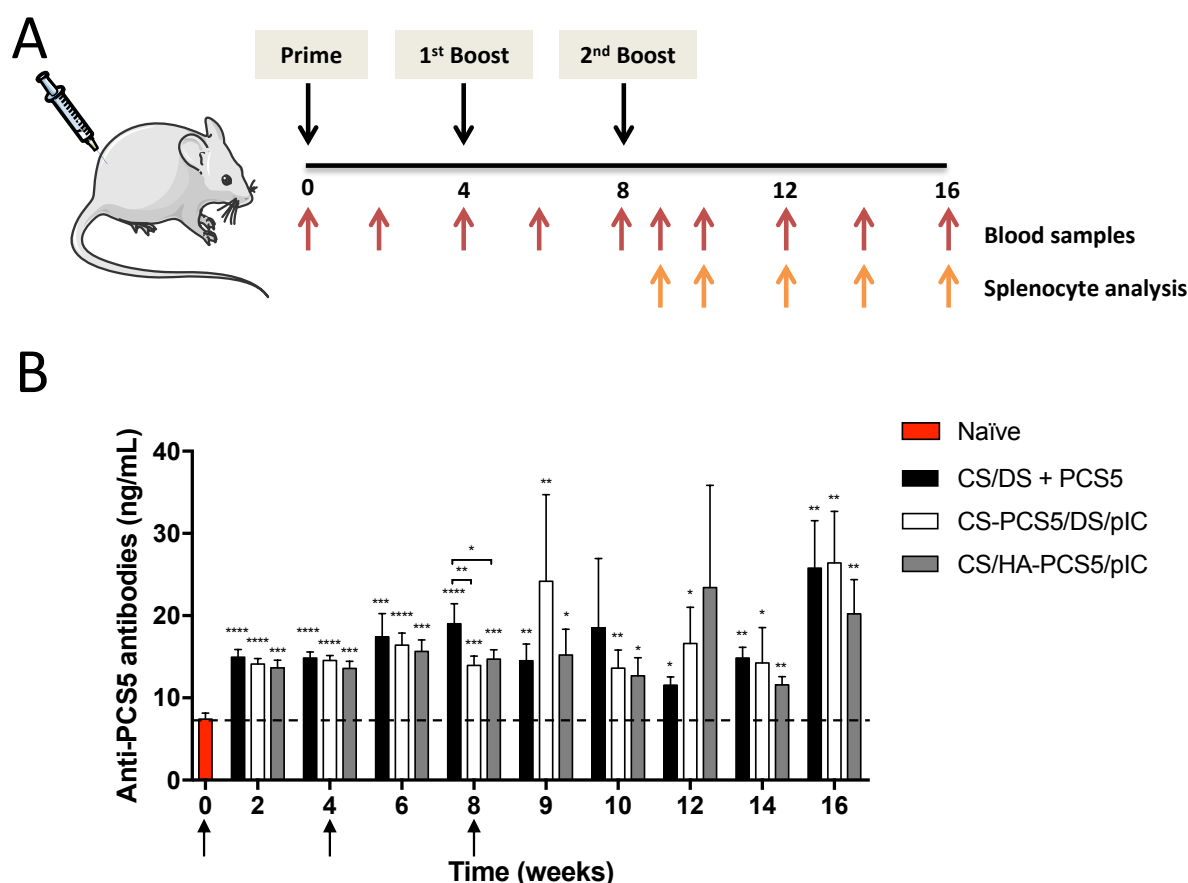 A
Prime 1st Boost 2nd Boost
0 4 8 12 16
Blood samples
Splenocyte analysis
B
Anti-PCS5 antibodies (ng/mL)
40
30
20
10
0
**** **** ***
**** **** ***
*** **** ***
* ** **** *** ***
** ** *
** *
* *
** * **
** ** **
0 2 4 6 8 9 10 12 14 16
Time (weeks)
Naïve
CS/DS + PCS5
CS-PCS5/DS/pIC
CS/HA-PCS5/pIC